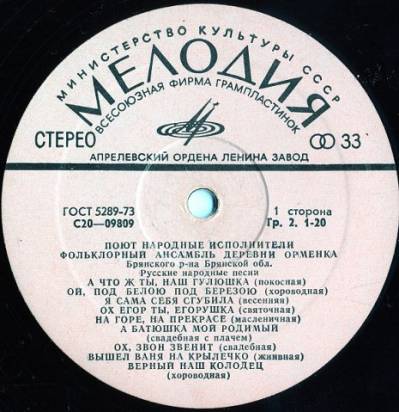 МИНИСТЕРСТВО КУЛЬТУРЫ СССР
МЕЛОДИЯ
ВСЕСОЮЗНАЯ ФИРМА ГРАМПЛАСТИНОК
СТЕРЕО 33
АПРЕЛЕВСКИЙ ОРДЕНА ЛЕНИНА ЗАВОД
ГОСТ 5289-73 1 сторона
С20—09809 Гр. 2. 1-20
ПОЮТ НАРОДНЫЕ ИСПОЛНИТЕЛИ
ФОЛЬКЛОРНЫЙ АНСАМБЛЬ ДЕРЕВНИ ОРМЕНКА
Брянского р-на Брянской обл.
Русские народные песни
А ЧТО Ж ТЫ, НАШ ГУЛЮШКА (покосная)
ОЙ, ПОД БЕЛОЮ ПОД БЕРЕЗОЮ (хороводная)
Я САМА СЕБЯ СГУБИЛА (весенняя)
ОХ ЕГОР ТЫ, ЕГОРУШКА (святочная)
НА ГОРЕ, НА ПРЕКРАСЕ (масленичная)
А БАТЮШКА МОЙ РОДИМЫЙ
(свадебная с плачем)
ОХ, ЗВОН ЗВЕНИТ (свадебная)
ВЫШЕЛ ВАНЯ НА КРЫЛЕЧКО (жнивная)
ВЕРНЫЙ НАШ КОЛОДЕЦ
(хороводная)